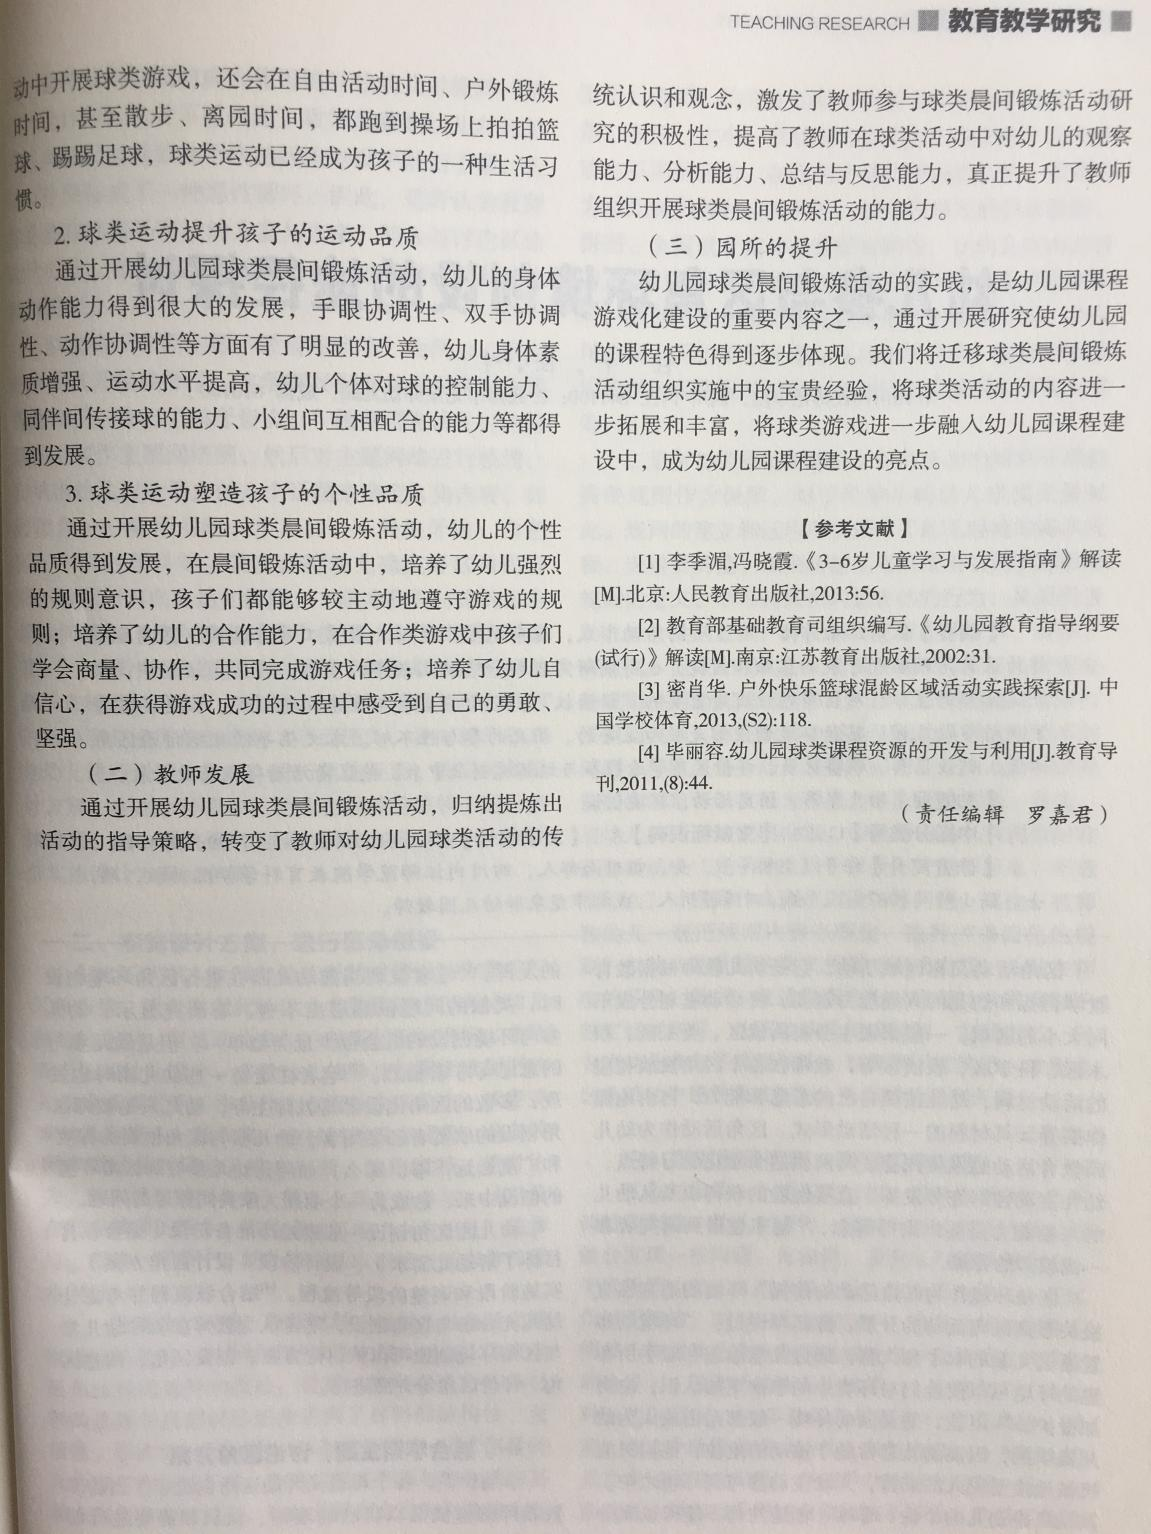 TEACHING RESEARCH 教育教学研究
动中开展球类游戏，还会在自由活动时间、户外锻炼
时间，甚至散步、离园时间，都跑到操场上拍拍篮
球、踢踢足球，球类运动已经成为孩子的一种生活习
惯。
2. 球类运动提升孩子的运动品质
通过开展幼儿园球类晨间锻炼活动，幼儿的身体
动作能力得到很大的发展，手眼协调性、双手协调
性、动作协调性等方面有了明显的改善，幼儿身体素
质增强、运动水平提高，幼儿个体对球的控制能力、
同伴间传接球的能力、小组间互相配合的能力等都得
到发展。
3. 球类运动塑造孩子的个性品质
通过开展幼儿园球类晨间锻炼活动，幼儿的个性
品质得到发展，在晨间锻炼活动中，培养了幼儿强烈
的规则意识，孩子们都能够较主动地遵守游戏的规
则；培养了幼儿的合作能力，在合作类游戏中孩子们
学会商量、协作，共同完成游戏任务；培养了幼儿自
信心，在获得游戏成功的过程中感受到自己的勇敢、
坚强。
（二）教师发展
通过开展幼儿园球类晨间锻炼活动，归纳提炼出
活动的指导策略，转变了教师对幼儿园球类活动的传
统认识和观念，激发了教师参与球类晨间锻炼活动研
究的积极性，提高了教师在球类活动中对幼儿的观察
能力、分析能力、总结与反思能力，真正提升了教师
组织开展球类晨间锻炼活动的能力。
（三）园所的提升
幼儿园球类晨间锻炼活动的实践，是幼儿园课程
游戏化建设的重要内容之一，通过开展研究使幼儿园
的课程特色得到逐步体现。我们将迁移球类晨间锻炼
活动组织实施中的宝贵经验，将球类活动的内容进一
步拓展和丰富，将球类游戏进一步融入幼儿园课程建
设中，成为幼儿园课程建设的亮点。
【参考文献】
[1] 李季湄,冯晓霞.《3-6岁儿童学习与发展指南》解读
[M].北京:人民教育出版社,2013:56.
[2] 教育部基础教育司组织编写.《幼儿园教育指导纲要
(试行)》解读[M].南京:江苏教育出版社,2002:31.
[3] 密肖华. 户外快乐篮球混龄区域活动实践探索[J]. 中
国学校体育,2013,(S2):118.
[4] 毕丽容.幼儿园球类课程资源的开发与利用[J].教育导
刊,2011,(8):44.
（责任编辑 罗嘉君）